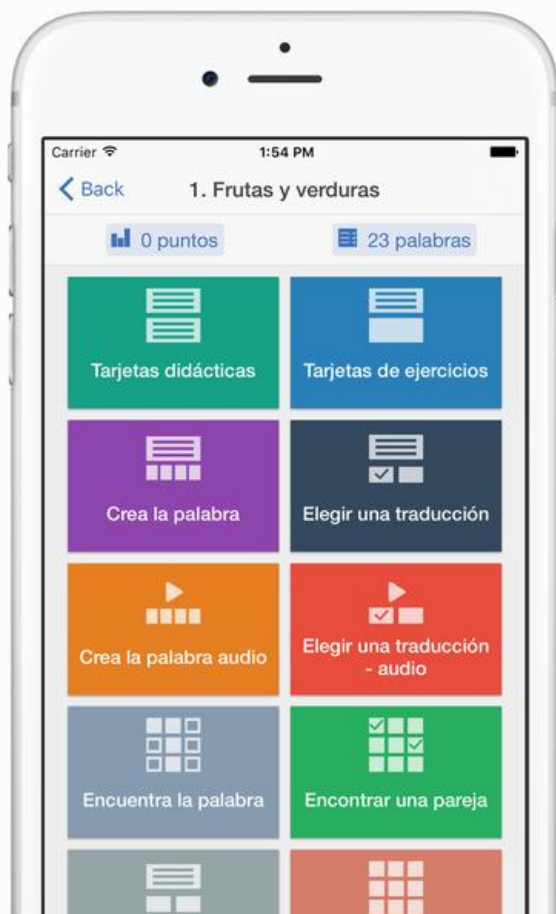 Carrier 1:54 PM
Back 1. Frutas y verduras
0 puntos 23 palabras
Tarjetas didácticas Tarjetas de ejercicios
Crea la palabra Elegir una traducción
Crea la palabra audio Elegir una traducción
- audio
Encuentra la palabra Encontrar una pareja